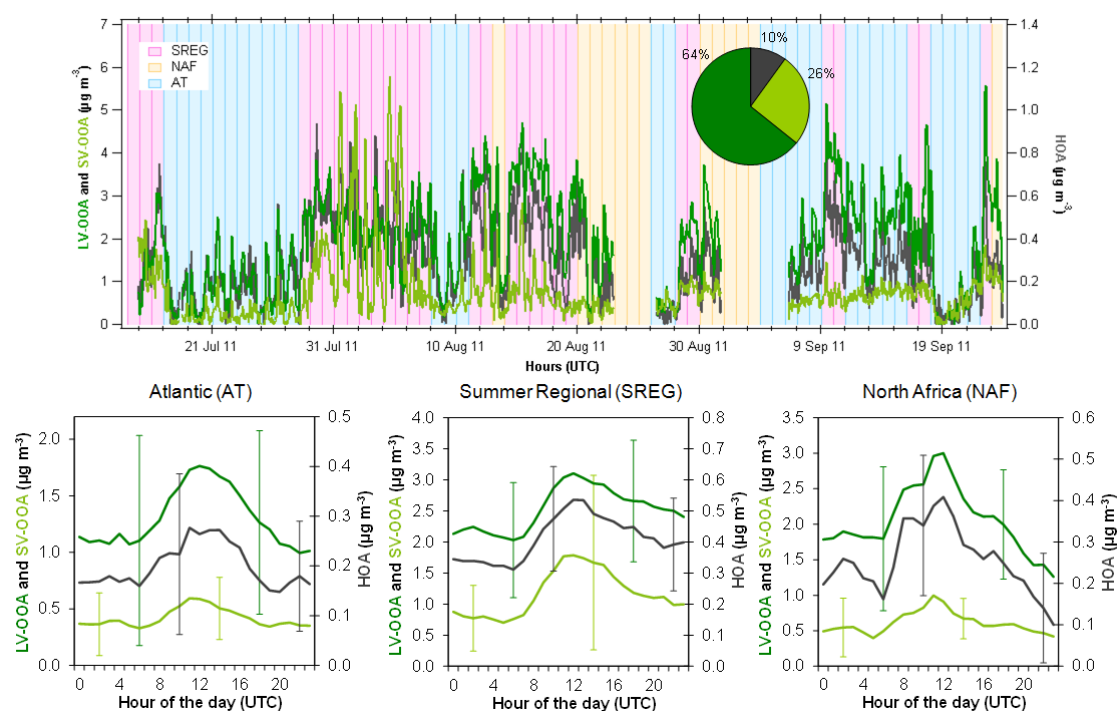 7
6
5
4
3
2
1
0
LV-OOA and SV-OOA (µg m-3)
SREG
NAF
AT
64%
10%
26%
1.4
1.2
1.0
0.8
0.6
0.4
0.2
0.0
HOA (µg m-3)
21 Jul 11
31 Jul 11
10 Aug 11
20 Aug 11
30 Aug 11
9 Sep 11
19 Sep 11
Hours (UTC)
Atlantic (AT)
LV-OOA and SV-OOA (µg m-3)
2.0
1.5
1.0
0.5
0.0
0.5
0.4
0.3
0.2
0.1
0.0
HOA (µg m-3)
0 4 8 12 16 20
Hour of the day (UTC)
Summer Regional (SREG)
LV-OOA and SV-OOA (µg m-3)
4.0
3.5
3.0
2.5
2.0
1.5
1.0
0.5
0.0
0.8
0.7
0.6
0.5
0.4
0.3
0.2
0.1
0.0
HOA (µg m-3)
0 4 8 12 16 20
Hour of the day (UTC)
North Africa (NAF)
LV-OOA and SV-OOA (µg m-3)
3.5
3.0
2.5
2.0
1.5
1.0
0.5
0.0
0.6
0.5
0.4
0.3
0.2
0.1
0.0
HOA (µg m-3)
0 4 8 12 16 20
Hour of the day (UTC)